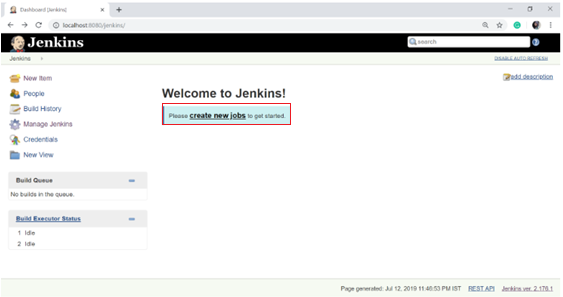 Dashboard [Jenkins]
localhost:8080/jenkins/
Jenkins
search
Jenkins
DISABLE AUTO REFRESH
New Item
People
Build History
Manage Jenkins
Credentials
New View
add description
Welcome to Jenkins!
Please create new jobs to get started.
Build Queue
No builds in the queue.
Build Executor Status
1 Idle
2 Idle
Page generated: Jul 12, 2019 11:48:53 PM IST REST API Jenkins ver. 2.176.1